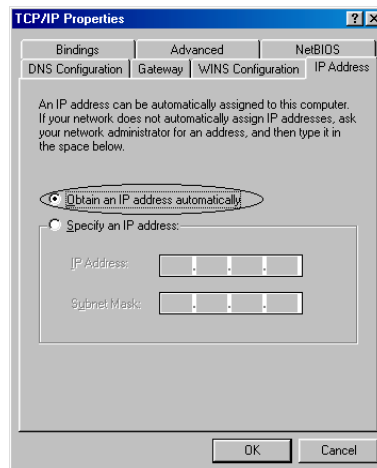 TCP/IP Properties
Bindings Advanced NetBIOS
DNS Configuration Gateway WINS Configuration IP Address
An IP address can be automatically assigned to this computer.
If your network does not automatically assign IP addresses, ask
your network administrator for an address, and then type it in
the space below.
Obtain an IP address automatically
Specify an IP address:
IP Address:
Subnet Mask:
OK Cancel